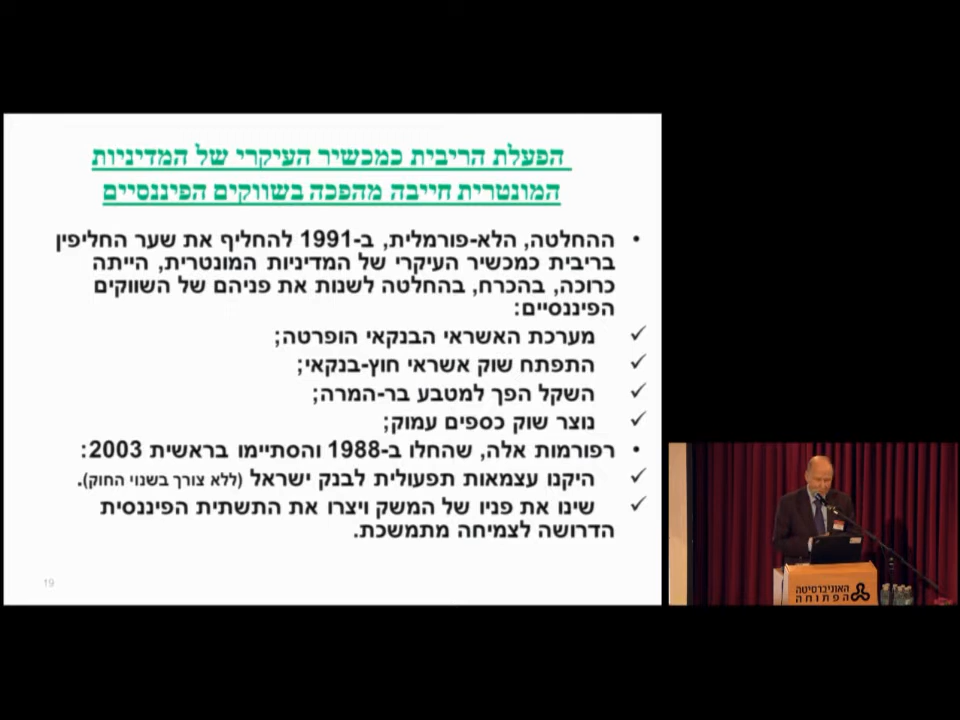 הפעלת הריבית כמכשיר העיקרי של המדיניות
המונטרית חייבה מהפכה בשווקים הפיננסיים
• ההחלטה, הלא-פורמלית, ב-1991 להחליף את שער החליפין
בריבית כמכשיר העיקרי של המדיניות המונטרית, הייתה
כרוכה, בהכרח, בהחלטה לשנות את פניהם של השווקים
הפיננסיים:
✓ מערכת האשראי הבנקאי הופרטה;
✓ התפתח שוק אשראי חוץ-בנקאי;
✓ השקל הפך למטבע בר-המרה;
✓ נוצר שוק כספים עמוק;
• רפורמות אלה, שהחלו ב-1988 והסתיימו בראשית 2003:
✓ היקנו עצמאות תפעולית לבנק ישראל (ללא צורך בשנוי החוק).
✓ שינו את פניו של המשק ויצרו את התשתית הפיננסית
הדרושה לצמיחה מתמשכת.
19
האוניברסיטה
הפתוחה